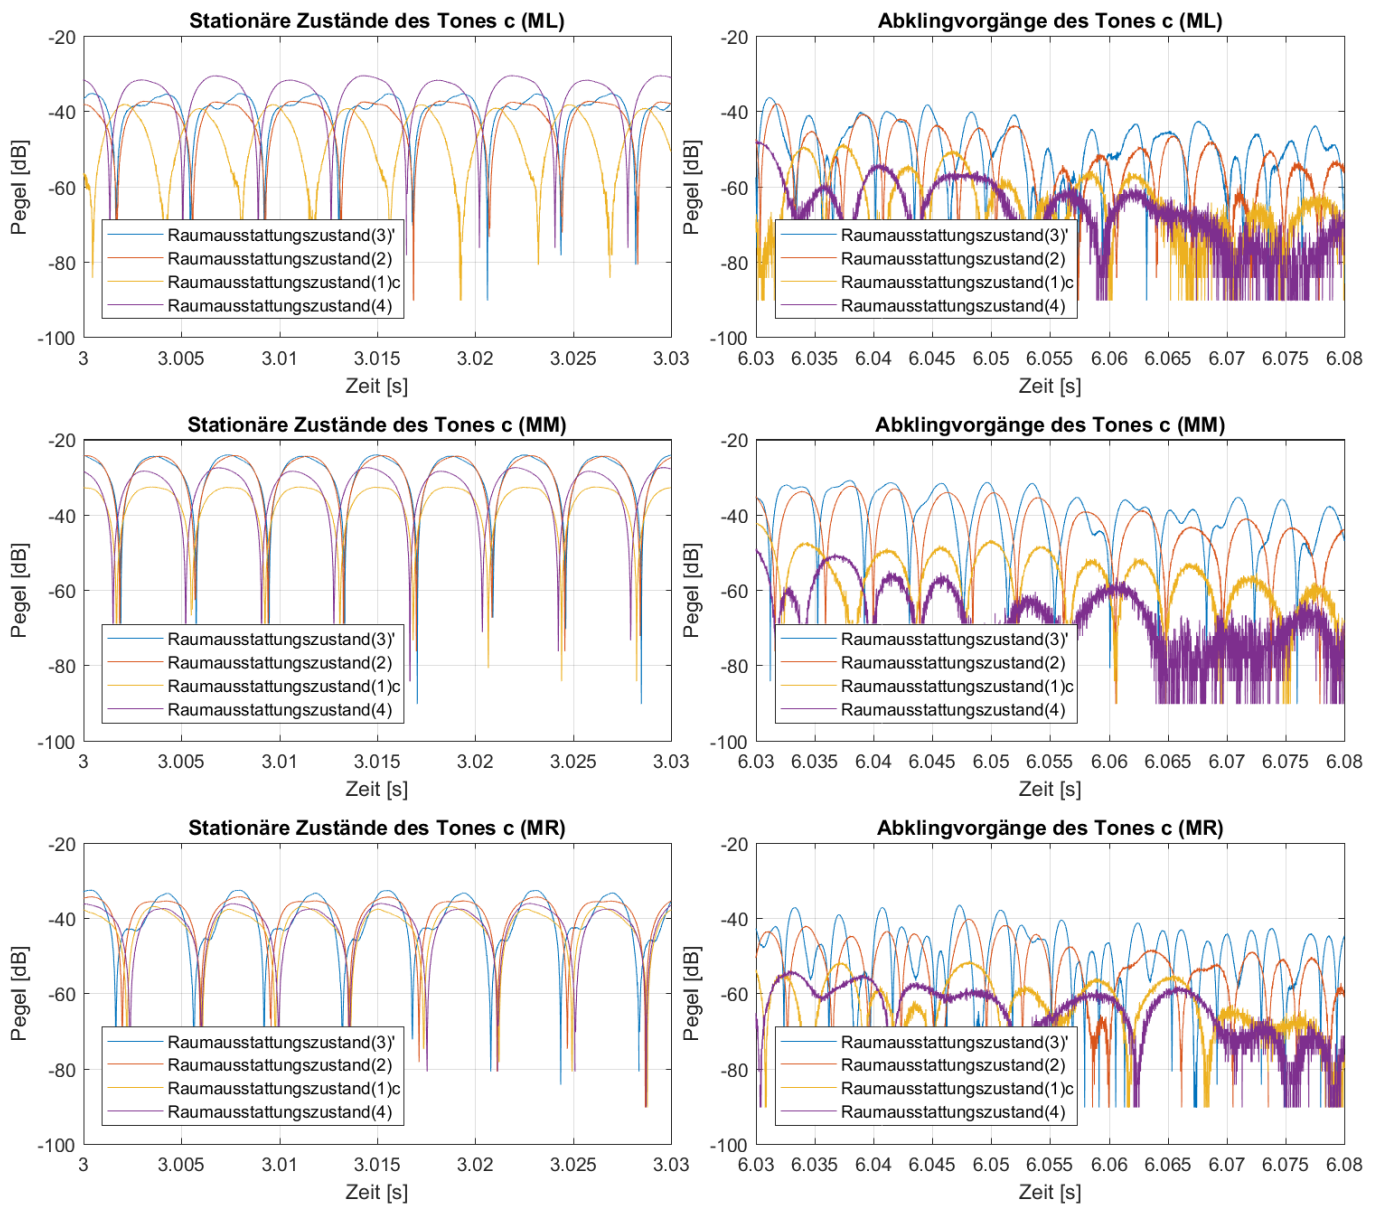 Stationäre Zustände des Tones c (ML)
-20
-40
-60
-80
-100
Pegel [dB]
Raumausstattungszustand(3)'
Raumausstattungszustand(2)
Raumausstattungszustand(1)c
Raumausstattungszustand(4)
3 3.005 3.01 3.015 3.02 3.025 3.03
Zeit [s]
Abklingvorgänge des Tones c (ML)
-20
-40
-60
-80
-100
Pegel [dB]
Raumausstattungszustand(3)'
Raumausstattungszustand(2)
Raumausstattungszustand(1)c
Raumausstattungszustand(4)
6.03 6.035 6.04 6.045 6.05 6.055 6.06 6.065 6.07 6.075 6.08
Zeit [s]
Stationäre Zustände des Tones c (MM)
-20
-40
-60
-80
-100
Pegel [dB]
Raumausstattungszustand(3)'
Raumausstattungszustand(2)
Raumausstattungszustand(1)c
Raumausstattungszustand(4)
3 3.005 3.01 3.015 3.02 3.025 3.03
Zeit [s]
Abklingvorgänge des Tones c (MM)
-20
-40
-60
-80
-100
Pegel [dB]
Raumausstattungszustand(3)'
Raumausstattungszustand(2)
Raumausstattungszustand(1)c
Raumausstattungszustand(4)
6.03 6.035 6.04 6.045 6.05 6.055 6.06 6.065 6.07 6.075 6.08
Zeit [s]
Stationäre Zustände des Tones c (MR)
-20
-40
-60
-80
-100
Pegel [dB]
Raumausstattungszustand(3)'
Raumausstattungszustand(2)
Raumausstattungszustand(1)c
Raumausstattungszustand(4)
3 3.005 3.01 3.015 3.02 3.025 3.03
Zeit [s]
Abklingvorgänge des Tones c (MR)
-20
-40
-60
-80
-100
Pegel [dB]
Raumausstattungszustand(3)'
Raumausstattungszustand(2)
Raumausstattungszustand(1)c
Raumausstattungszustand(4)
6.03 6.035 6.04 6.045 6.05 6.055 6.06 6.065 6.07 6.075 6.08
Zeit [s]